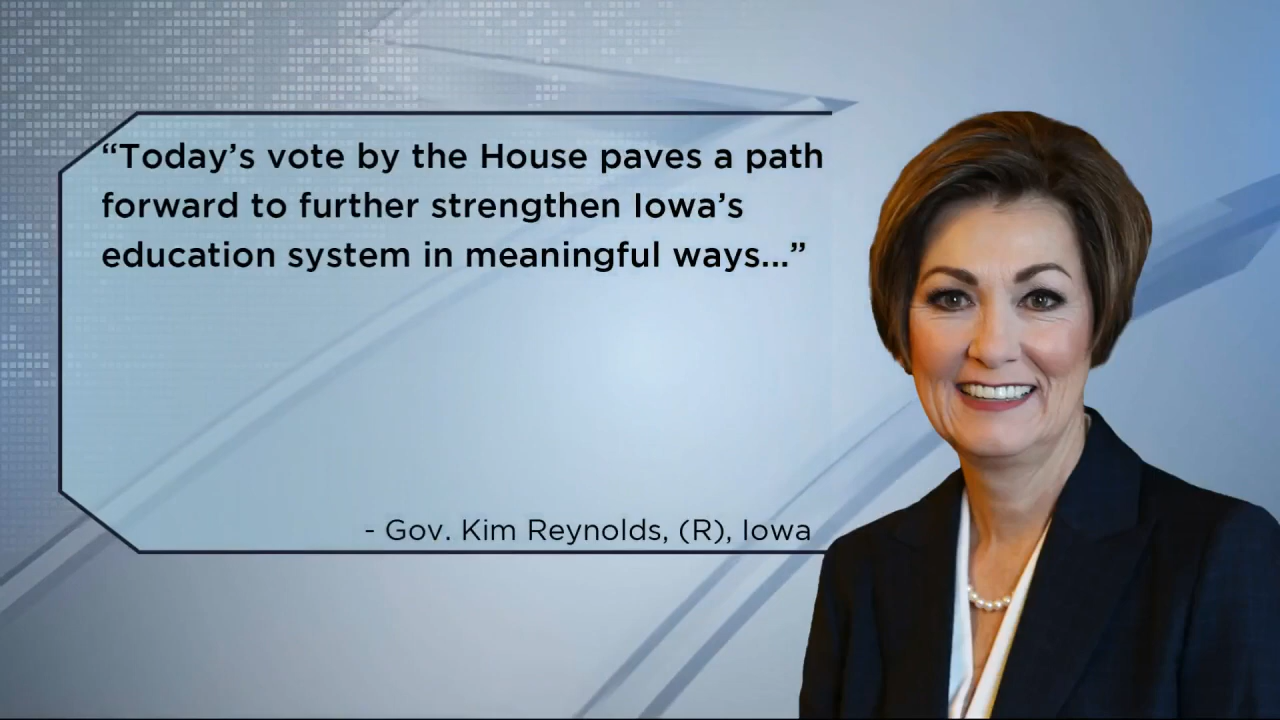 “Today’s vote by the House paves a path
forward to further strengthen Iowa’s
education system in meaningful ways...”
- Gov. Kim Reynolds, (R), Iowa